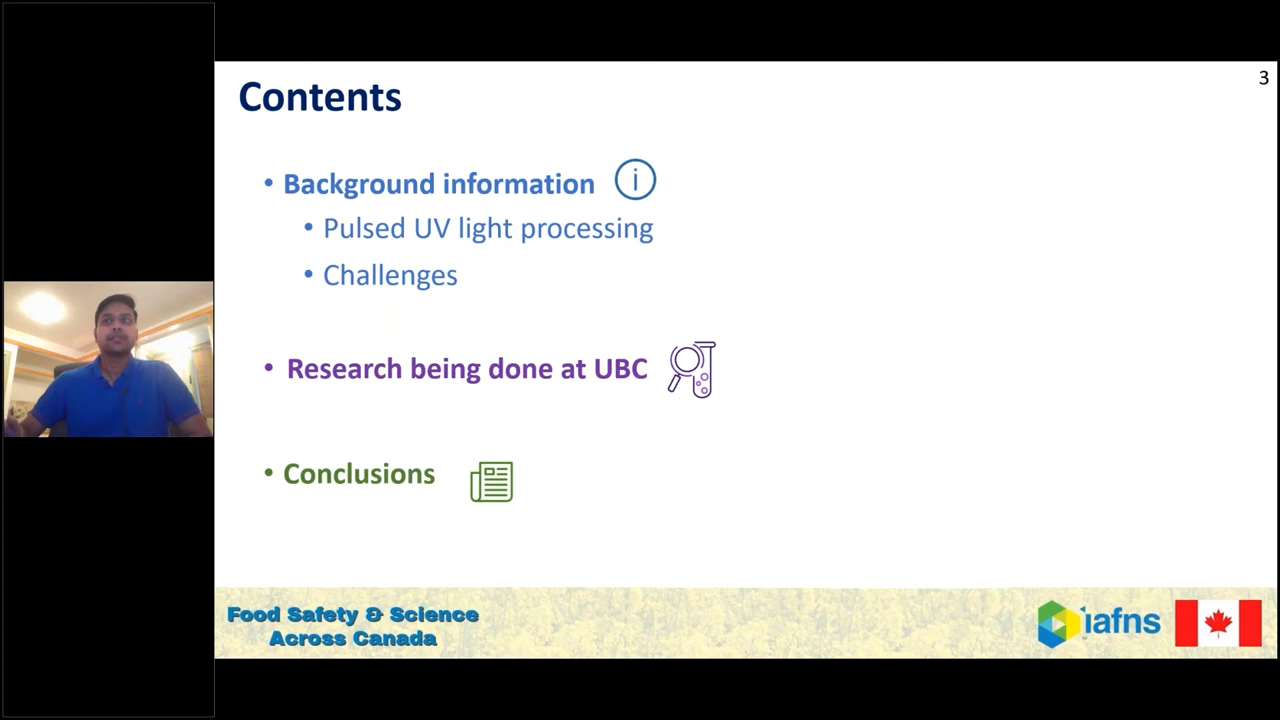 3
Contents
• Background information
• Pulsed UV light processing
• Challenges
• Research being done at UBC
• Conclusions
Food Safety & Science
Across Canada
iafns